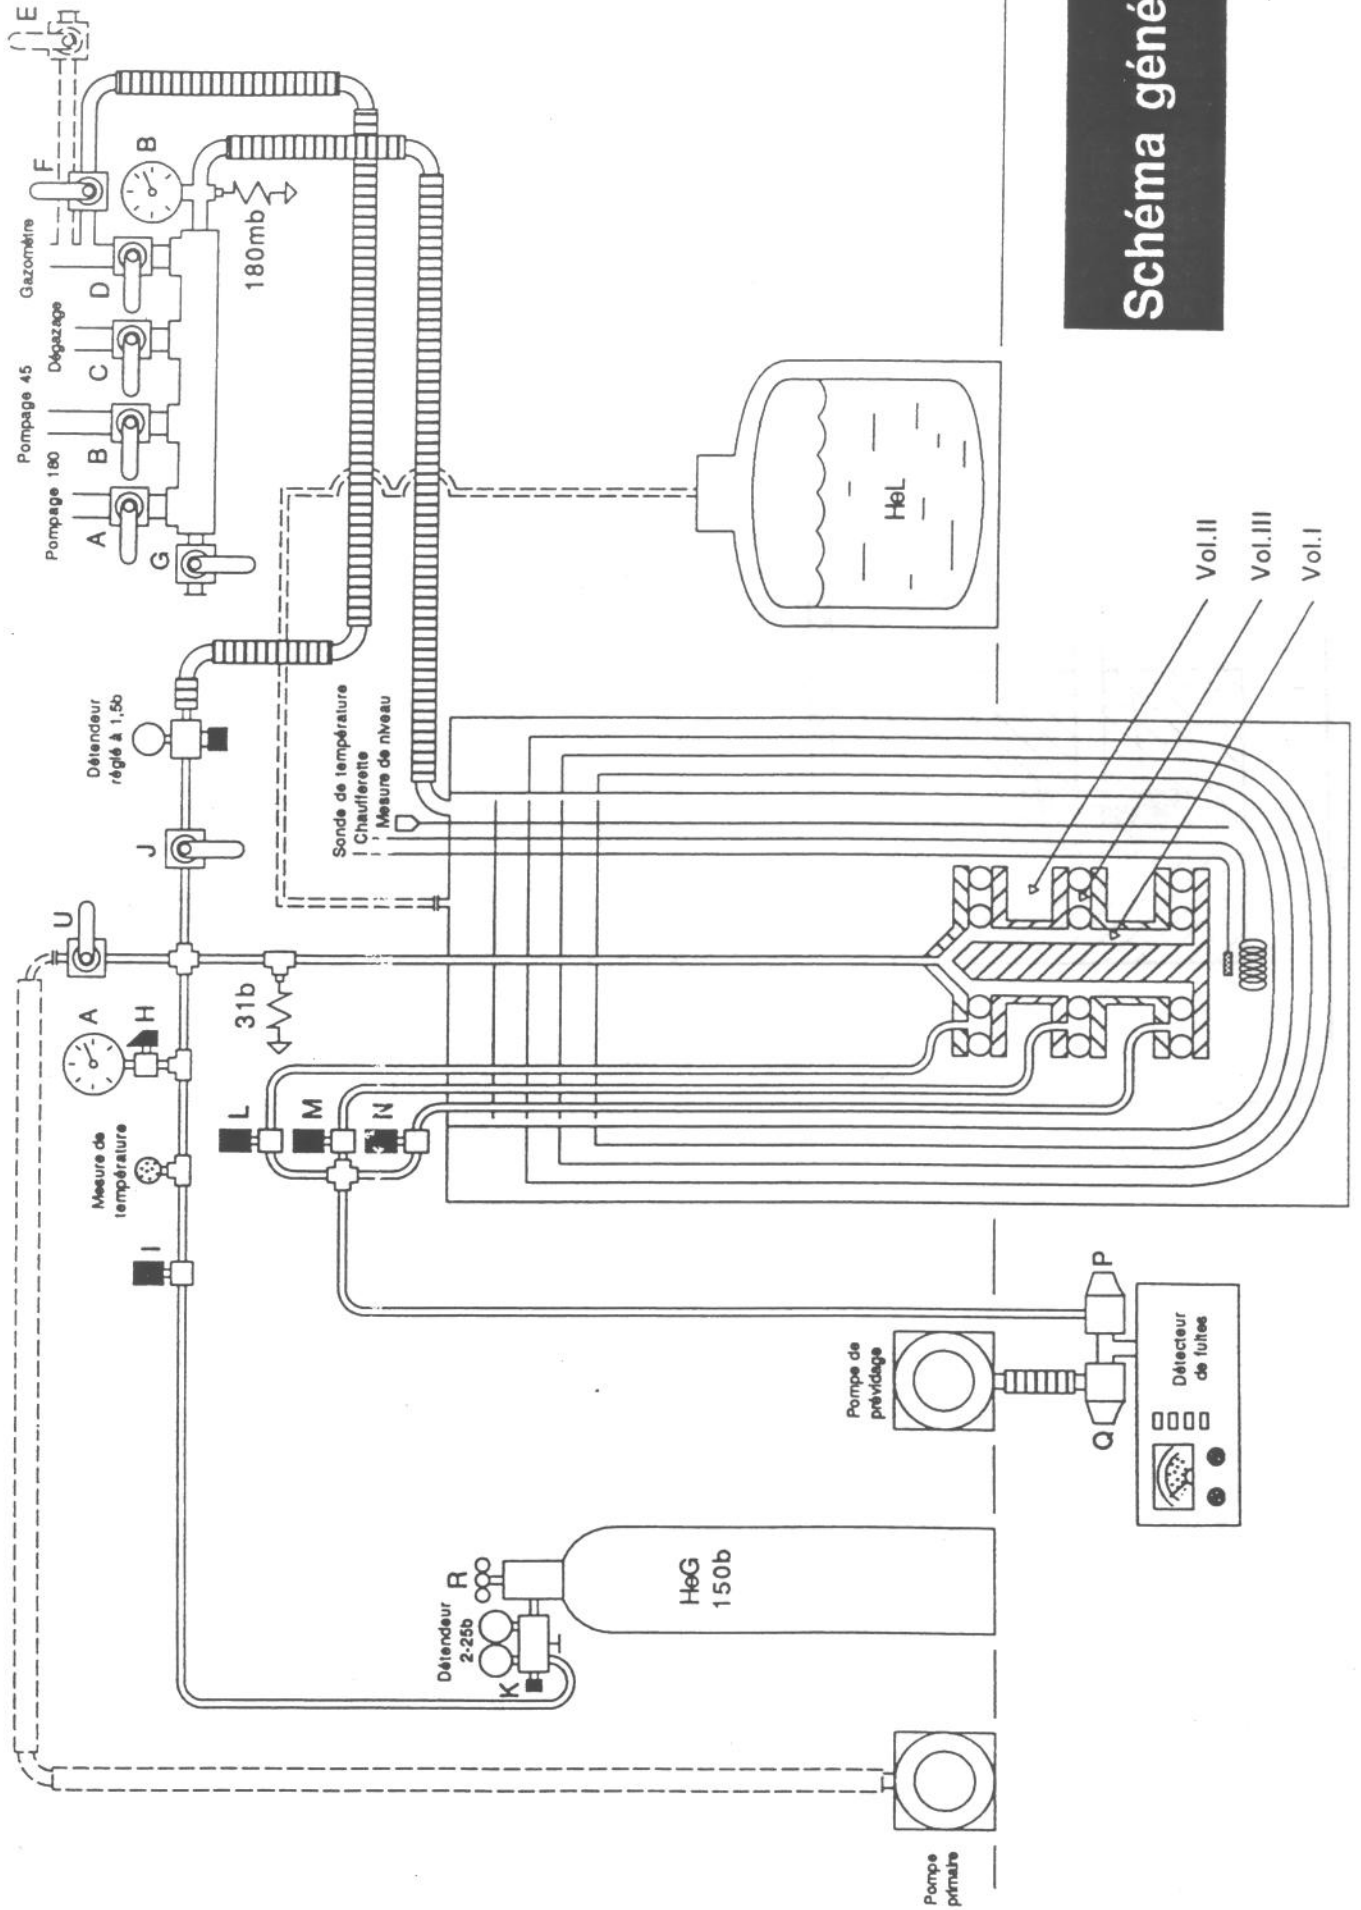 E
F
B
Gazomètre
D
Dégazage
C
Pompage 45
B
Pompage 180
A
G
180mb
Détendeur
réglé à 1,5b
J
U
A
H
31b
Mesure de
température
I
L
M
N
Sonde de température
Chaufferette
Mesure de niveau
HeL
Vol.II
Vol.III
Vol.I
P
Q
Détecteur
de fuites
Pompe de
prévidage
R
Détendeur
2-25b
K
HeG
150b
Pompe
primaire
Schéma géné